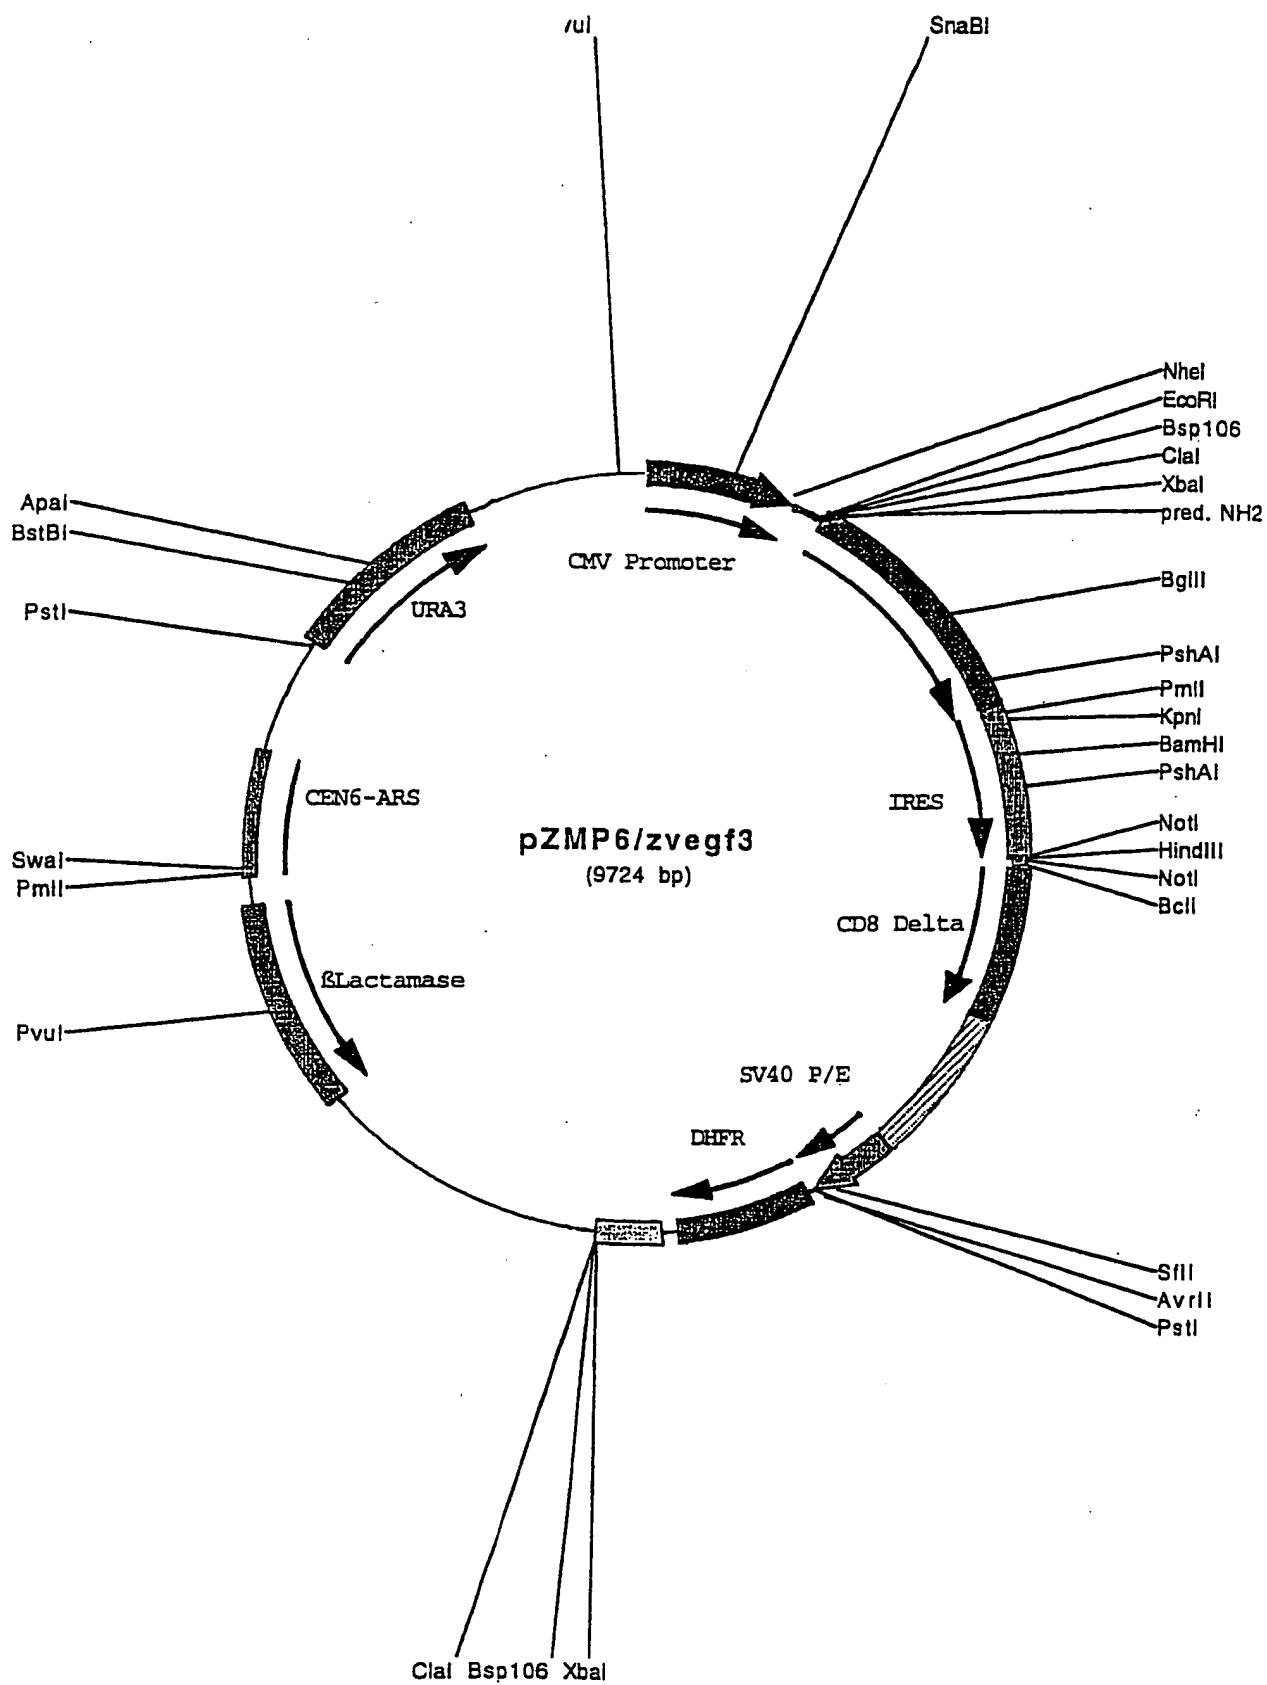 SnaBI
NheI
EcoRI
Bsp106
ClaI
XbaI
pred. NH2
ApaI
BstBI
CMV Promoter
BglII
PstI
URA3
PshAI
PmlI
KpnI
BamHI
PshAI
CEN6-ARS
IRES
pZMP6/zvegf3
(9724 bp)
NotI
HindIII
NotI
BclI
SwaI
PmlI
CD8 Delta
ßLactamase
PvuI
SV40 P/E
DHFR
SfiI
AvrII
PstI
ClaI Bsp106 XbaI